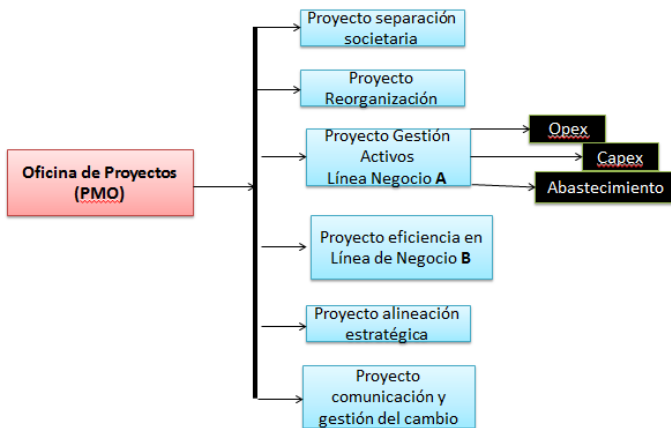 Proyecto separación
societaria
Proyecto
Reorganización
Proyecto Gestión
Activos
Línea Negocio A
Opex
Capex
Abastecimiento
Oficina de Proyectos
(PMO)
Proyecto eficiencia en
Línea de Negocio B
Proyecto alineación
estratégica
Proyecto
comunicación y
gestión del cambio